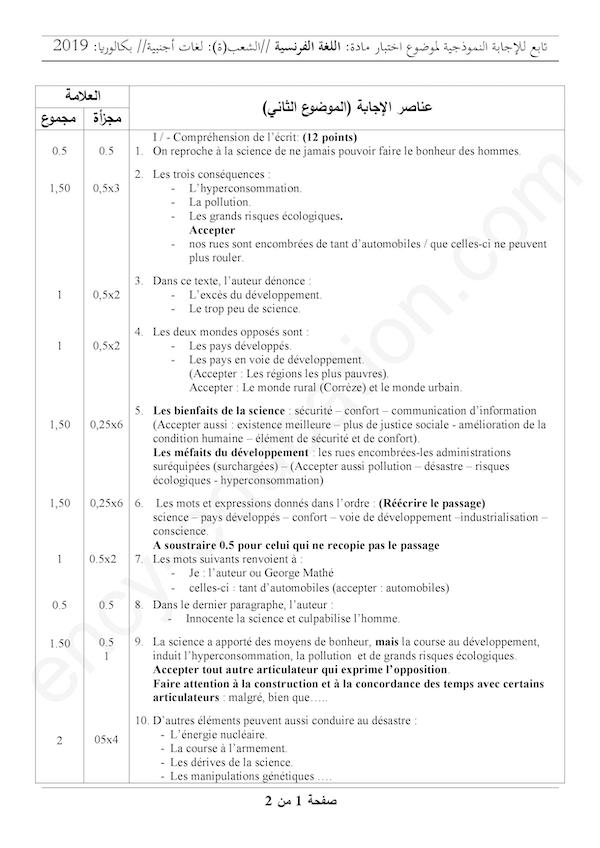 تابع للإجابة النموذجية لموضوع اختبار مادة: اللغة الفرنسية //الشعب(ة): لغات أجنبية// بكالوريا: 2019
العلامة
عناصر الإجابة (الموضوع الثاني)
مجموع
مجزأة
I / - Compréhension de l’écrit: (12 points)
0.5 0.5 1. On reproche à la science de ne jamais pouvoir faire le bonheur des hommes.
2. Les trois conséquences :
1,50 0,5x3 - L’hyperconsommation.
- La pollution.
- Les grands risques écologiques.
Accepter
- nos rues sont encombrées de tant d’automobiles / que celles-ci ne peuvent
plus rouler.
3. Dans ce texte, l’auteur dénonce :
1 0,5x2 - L’excès du développement.
- Le trop peu de science.
4. Les deux mondes opposés sont :
1 0,5x2 - Les pays développés.
- Les pays en voie de développement.
(Accepter : Les régions les plus pauvres).
Accepter : Le monde rural (Corrèze) et le monde urbain.
5. Les bienfaits de la science : sécurité – confort – communication d’information
1,50 0,25x6 (Accepter aussi : existence meilleure – plus de justice sociale - amélioration de la
condition humaine – élément de sécurité et de confort).
Les méfaits du développement : les rues encombrées-les administrations
suréquipées (surchargées) – (Accepter aussi pollution – désastre – risques
écologiques - hyperconsommation)
1,50 0,25x6 6. Les mots et expressions donnés dans l’ordre : (Réécrire le passage)
science – pays développés – confort – voie de développement –industrialisation –
conscience.
A soustraire 0.5 pour celui qui ne recopie pas le passage
1 0.5x2 7. Les mots suivants renvoient à :
- Je : l’auteur ou George Mathé
- celles-ci : tant d’automobiles (accepter : automobiles)
0.5 0.5 8. Dans le dernier paragraphe, l’auteur :
- Innocente la science et culpabilise l’homme.
1.50 0.5 9. La science a apporté des moyens de bonheur, mais la course au développement,
1 induit l’hyperconsommation, la pollution et de grands risques écologiques.
Accepter tout autre articulateur qui exprime l’opposition.
Faire attention à la construction et à la concordance des temps avec certains
articulateurs : malgré, bien que…..
10. D’autres éléments peuvent aussi conduire au désastre :
2 05x4 - L’énergie nucléaire.
- La course à l’armement.
- Les dérives de la science.
- Les manipulations génétiques ….
صفحة 1 من 2